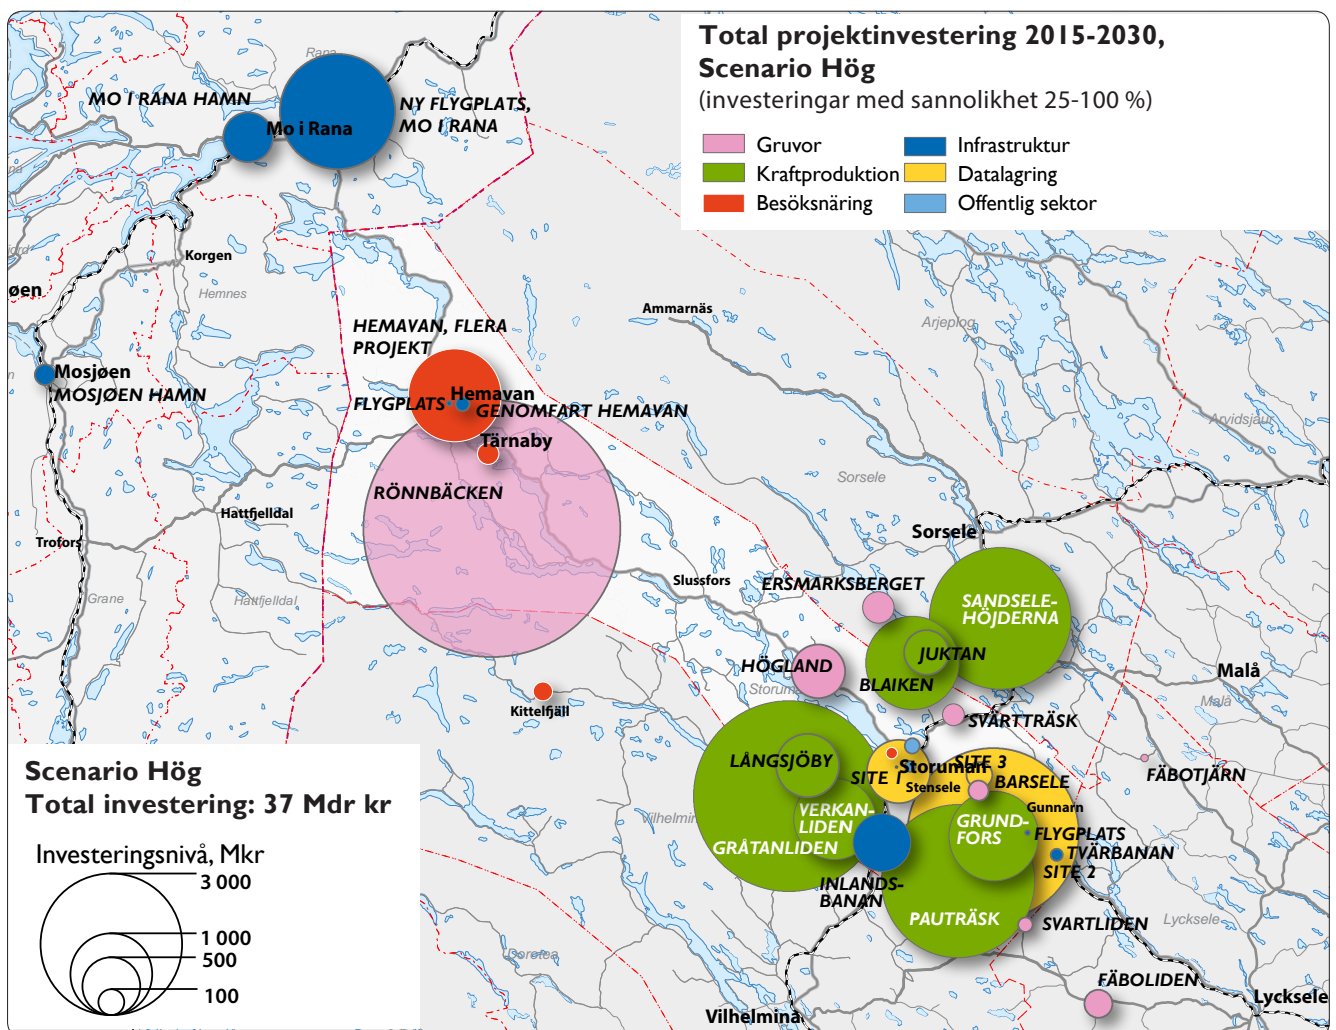 Total projektinvestering 2015-2030,
Scenario Hög
(investeringar med sannolikhet 25-100 %)
Gruvor
Infrastruktur
Kraftproduktion
Datalagring
Besöksnäring
Offentlig sektor
Rana
MO I RANA HAMN
NY FLYGPLATS,
MO I RANA
Mo i Rana
Korgen
Hemnes
øen
Ammarnäs
Arjeplog
HEMAVAN, FLERA
PROJEKT
Mosjøen
MOSJØEN HAMN
FLYGPLATS
Hemavan
GENOMFART HEMAVAN
Tärnaby
Arvidsjaur
RÖNNBÄCKEN
Sorsele
Hattfjelldal
Trofors
Sorsele
Slussfors
ERSMARKSBERGET
Grane
Hattfjelldal
SANDSELE-
HÖJDERNA
JUKTAN
HÖGLAND
BLAIKEN
Malå
Malå
Kittelfjäll
SVARTTRÄSK
LÅNGSJÖBY
SITE 1
Storuman
SITE 3
Stensele
BARSELE
FÄBOTJÄRN
Gunnarn
VERKAN-
LIDEN
GRUND-
FORS
FLYGPLATS
GRÅTANLIDEN
TVÄRBANAN
SITE 2
INLANDS-
BANAN
PAUTRÄSK
SVARTLIDEN
Lycksele
Dorotea
FÄBOLIDEN
Lycksele
Vilhelmina
Scenario Hög
Total investering: 37 Mdr kr
Investeringsnivå, Mkr
3 000
1 000
500
100